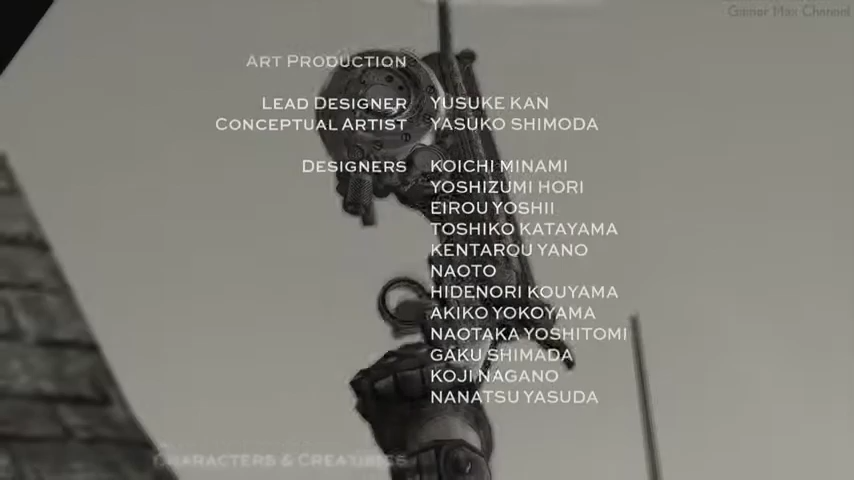 Gamer Max Channel
ART PRODUCTION
LEAD DESIGNER YUSUKE KAN
CONCEPTUAL ARTIST YASUKO SHIMODA
DESIGNERS KOICHI MINAMI
YOSHIZUMI HORI
EIROU YOSHII
TOSHIKO KATAYAMA
KENTAROU YANO
NAOTO
HIDENORI KOUYAMA
AKIKO YOKOYAMA
NAOTAKA YOSHITOMI
GAKU SHIMADA
KOJI NAGANO
NANATSU YASUDA
CHARACTERS & CREATURES